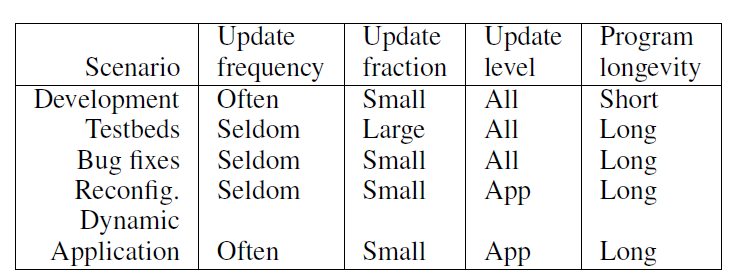 Update Update Update Program
Scenario frequency fraction level longevity
Development Often Small All Short
Testbeds Seldom Large All Long
Bug fixes Seldom Small All Long
Reconfig. Seldom Small App Long
Dynamic
Application Often Small App Long